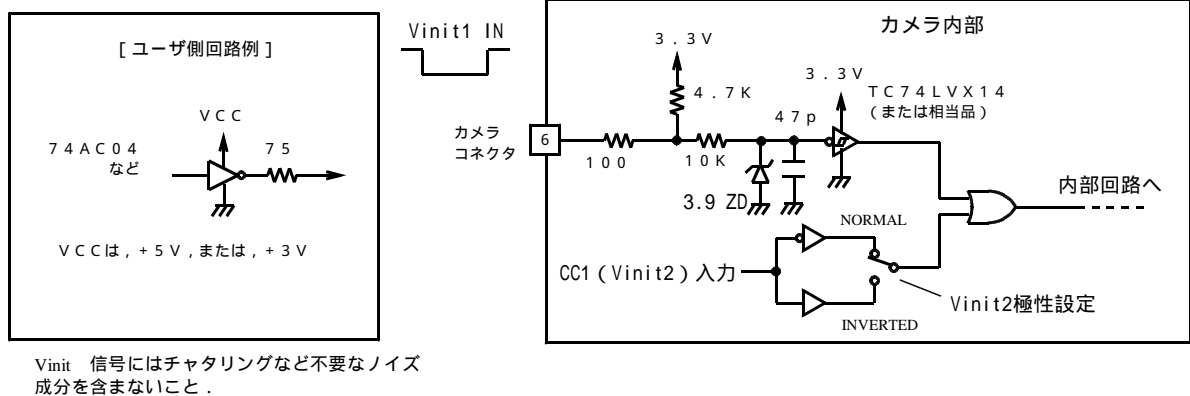 [ ユーザ側回路例 ]
VCC
74AC04
など
75
VCCは，+5V，または，+3V
Vinit 信号にはチャタリングなど不要なノイズ
成分を含まないこと．
Vinit1 IN
カメラ
コネクタ
6
カメラ内部
3.3V
4.7K
100
10K
47p
3.3V
TC74LVX14
（または相当品）
3.9 ZD
NORMAL
CC1（Vinit2）入力
INVERTED
Vinit2極性設定
内部回路へ